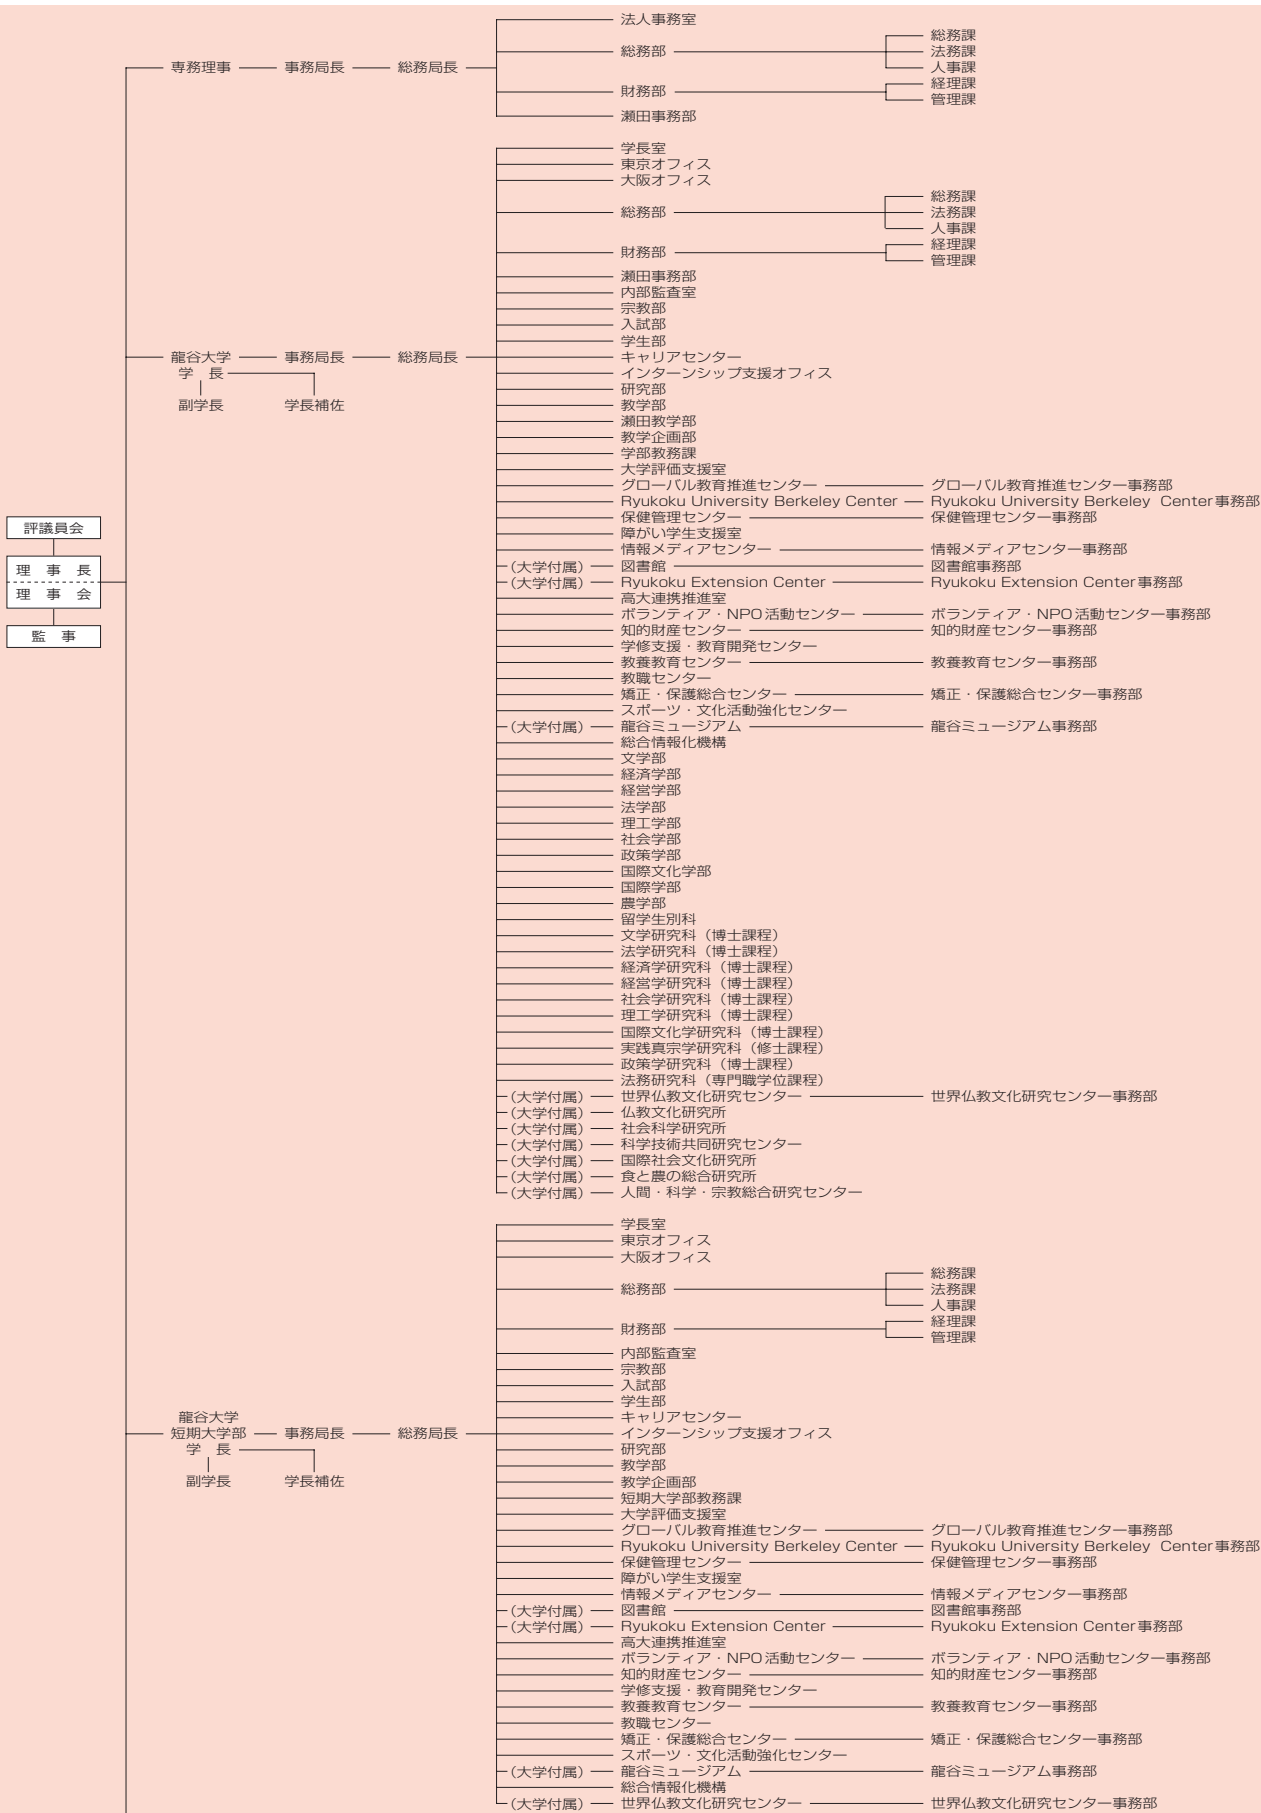 法人事務室
総務課
総務部
法務課
専務理事 事務局長 総務局長
人事課
経理課
財務部
管理課
瀬田事務部
学長室
東京オフィス
大阪オフィス
総務課
総務部
法務課
人事課
経理課
財務部
管理課
瀬田事務部
内部監査室
宗教部
入試部
学生部
龍谷大学 事務局長 総務局長
キャリアセンター
学 長
インターンシップ支援オフィス
研究部
副学長 学長補佐
教学部
瀬田教学部
教学企画部
学部教務課
大学評価支援室
グローバル教育推進センター グローバル教育推進センター事務部
Ryukoku University Berkeley Center Ryukoku University Berkeley Center事務部
保健管理センター 保健管理センター事務部
評議員会
障がい学生支援室
情報メディアセンター 情報メディアセンター事務部
理 事 長
(大学付属) 図書館 図書館事務部
(大学付属) Ryukoku Extension Center Ryukoku Extension Center事務部
理 事 会
高大連携推進室
ボランティア・NPO活動センター ボランティア・NPO活動センター事務部
監 事
知的財産センター 知的財産センター事務部
学修支援・教育開発センター
教養教育センター 教養教育センター事務部
教職センター
矯正・保護総合センター 矯正・保護総合センター事務部
スポーツ・文化活動強化センター
(大学付属) 龍谷ミュージアム 龍谷ミュージアム事務部
総合情報化機構
文学部
経済学部
経営学部
法学部
理工学部
社会学部
政策学部
国際文化学部
国際学部
農学部
留学生別科
文学研究科（博士課程）
法学研究科（博士課程）
経済学研究科（博士課程）
経営学研究科（博士課程）
社会学研究科（博士課程）
理工学研究科（博士課程）
国際文化学研究科（博士課程）
実践真宗学研究科（修士課程）
政策学研究科（博士課程）
法務研究科（専門職学位課程）
(大学付属) 世界仏教文化研究センター 世界仏教文化研究センター事務部
(大学付属) 仏教文化研究所
(大学付属) 社会科学研究所
(大学付属) 科学技術共同研究センター
(大学付属) 国際社会文化研究所
(大学付属) 食と農の総合研究所
(大学付属) 人間・科学・宗教総合研究センター
学長室
東京オフィス
大阪オフィス
総務課
総務部
法務課
人事課
経理課
財務部
管理課
内部監査室
宗教部
入試部
学生部
龍谷大学
キャリアセンター
短期大学部 事務局長 総務局長
インターンシップ支援オフィス
学 長
研究部
教学部
副学長 学長補佐
教学企画部
短期大学部教務課
大学評価支援室
グローバル教育推進センター グローバル教育推進センター事務部
Ryukoku University Berkeley Center Ryukoku University Berkeley Center事務部
保健管理センター 保健管理センター事務部
障がい学生支援室
情報メディアセンター 情報メディアセンター事務部
(大学付属) 図書館 図書館事務部
(大学付属) Ryukoku Extension Center Ryukoku Extension Center事務部
高大連携推進室
ボランティア・NPO活動センター ボランティア・NPO活動センター事務部
知的財産センター 知的財産センター事務部
学修支援・教育開発センター
教養教育センター 教養教育センター事務部
教職センター
矯正・保護総合センター 矯正・保護総合センター事務部
スポーツ・文化活動強化センター
(大学付属) 龍谷ミュージアム 龍谷ミュージアム事務部
総合情報化機構
(大学付属) 世界仏教文化研究センター 世界仏教文化研究センター事務部